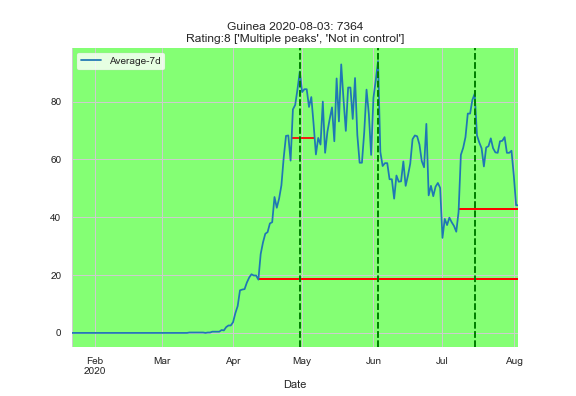 Guinea 2020-08-03: 7364
Rating:8 ['Multiple peaks', 'Not in control']
Average-7d
80
60
40
20
0
Feb Mar Apr May Jun Jul Aug
2020
Date